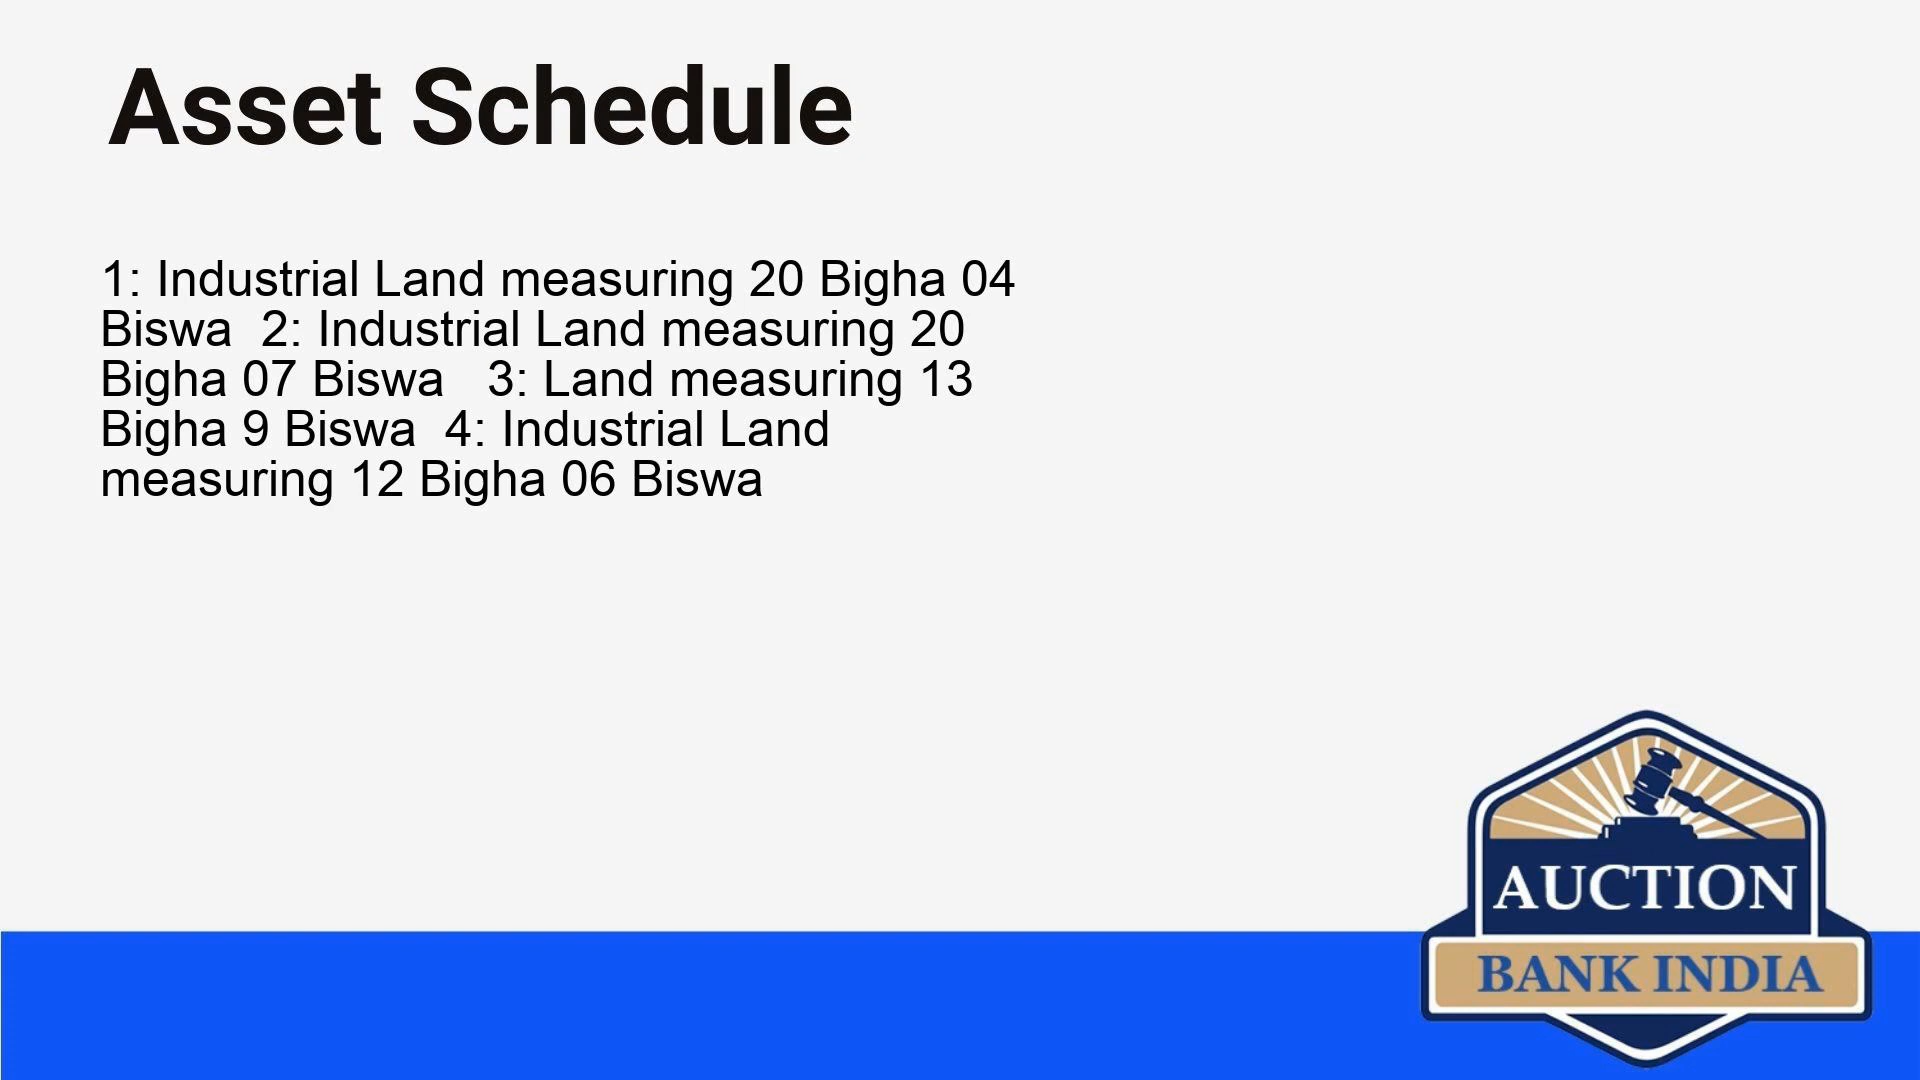 Asset Schedule
1: Industrial Land measuring 20 Bigha 04
Biswa  2: Industrial Land measuring 20
Bigha 07 Biswa   3: Land measuring 13
Bigha 9 Biswa  4: Industrial Land
measuring 12 Bigha 06 Biswa
AUCTION
BANK INDIA